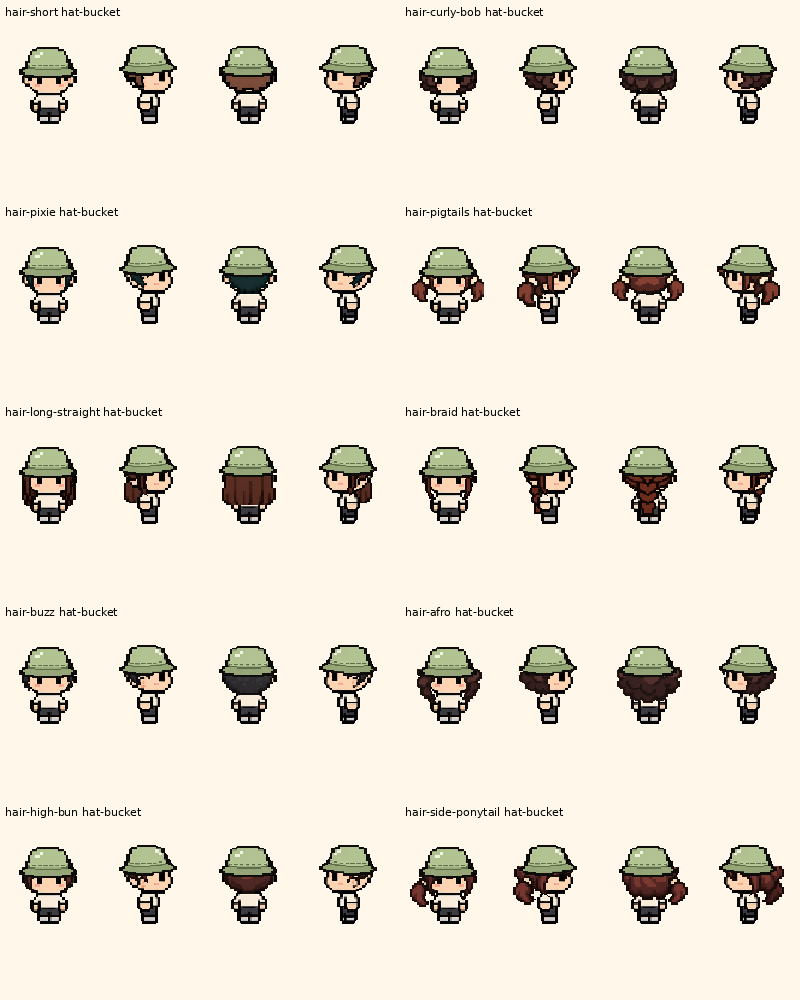 hair-short hat-bucket
hair-curly-bob hat-bucket
hair-pixie hat-bucket
hair-pigtails hat-bucket
hair-long-straight hat-bucket
hair-braid hat-bucket
hair-buzz hat-bucket
hair-afro hat-bucket
hair-high-bun hat-bucket
hair-side-ponytail hat-bucket